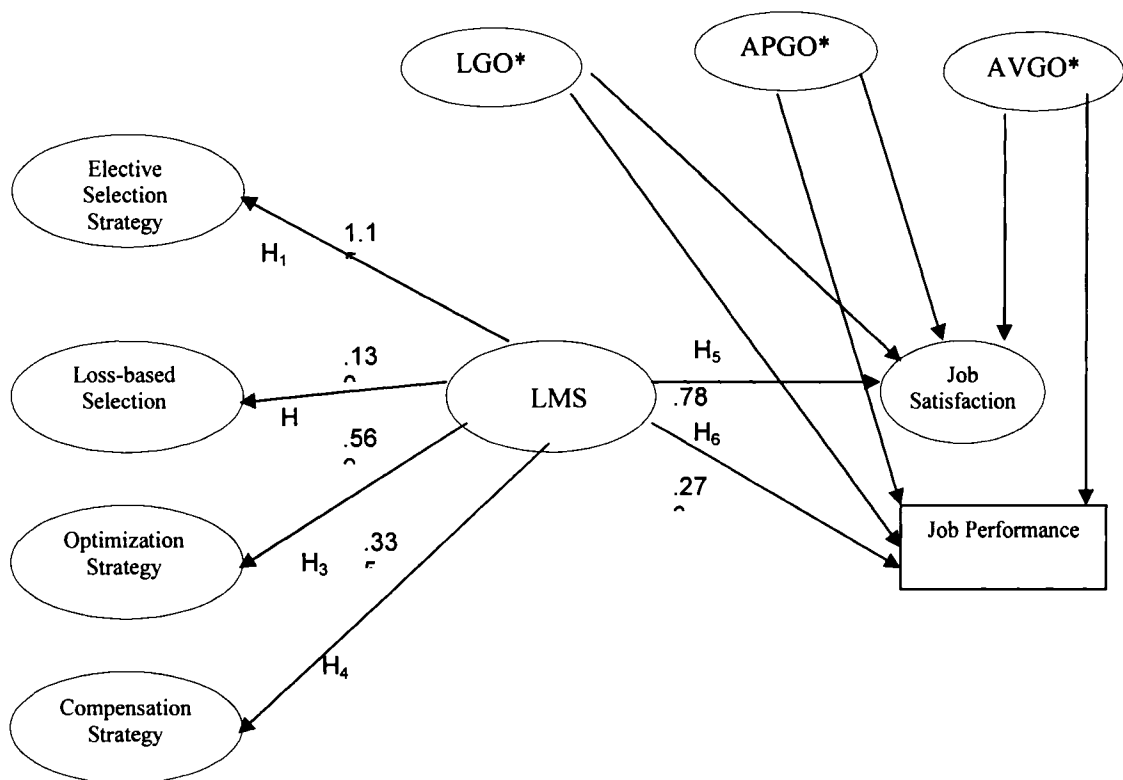 LGO*
APGO*
AVGO*
Elective
Selection
Strategy
1.1
H1
Loss-based
Selection
.13
H
LMS
H5
.78
H6
Job
Satisfaction
.56
.27
Optimization
Strategy
H3
.33
Job Performance
H4
Compensation
Strategy